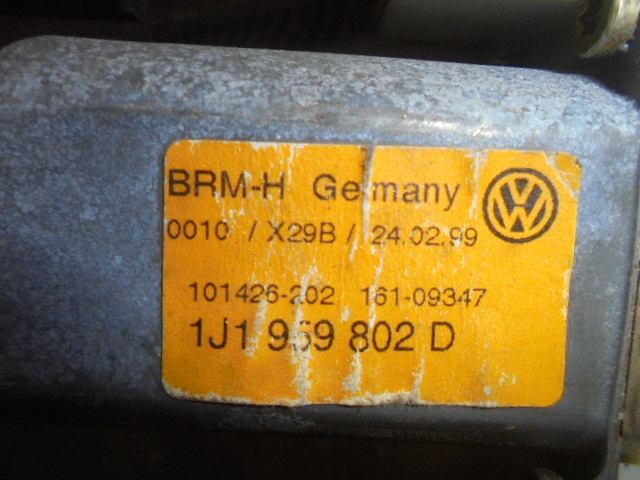 BRM-H Germany
0010 / X29B / 24.02.99
101426-202 161-09347
1J1 959 802 D